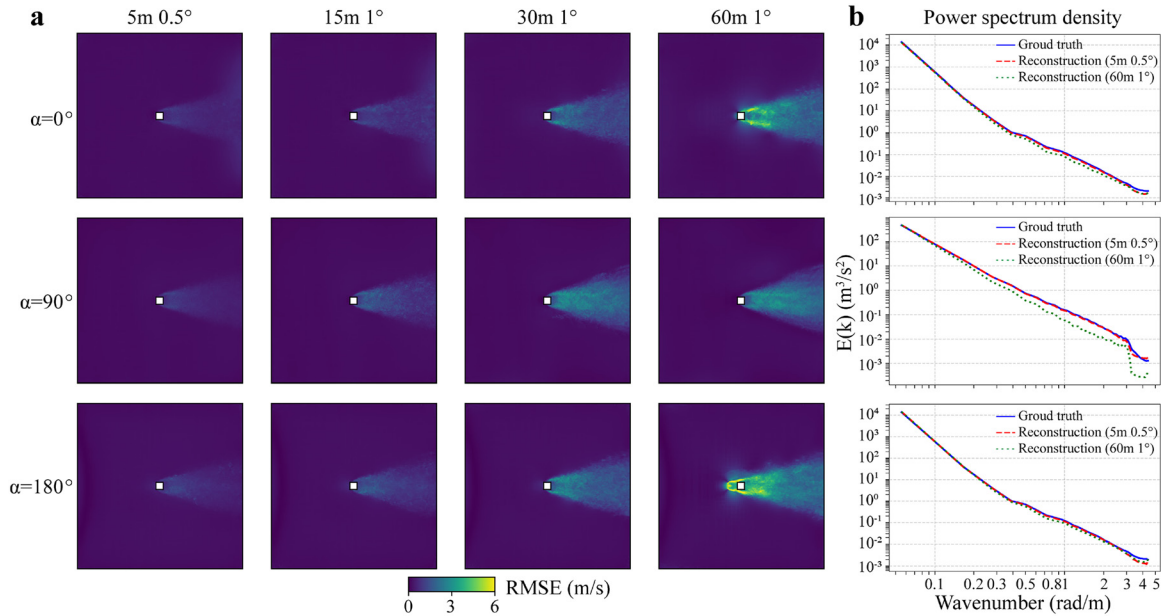 a
5m 0.5° 15m 1° 30m 1° 60m 1°
α=0°
α=90°
α=180°
0 3 6 RMSE (m/s)
b
Power spectrum density
10⁴
10³
10²
10¹
10⁰
10⁻¹
10⁻²
10⁻³
Groud truth
Reconstruction (5m 0.5°)
Reconstruction (60m 1°)
10²
10¹
10⁰
10⁻¹
10⁻²
10⁻³
Groud truth
Reconstruction (5m 0.5°)
Reconstruction (60m 1°)
E(k) (m³/s²)
10⁴
10³
10²
10¹
10⁰
10⁻¹
10⁻²
10⁻³
Groud truth
Reconstruction (5m 0.5°)
Reconstruction (60m 1°)
0.1 0.2 0.3 0.5 0.81 2 3 4 5
Wavenumber (rad/m)